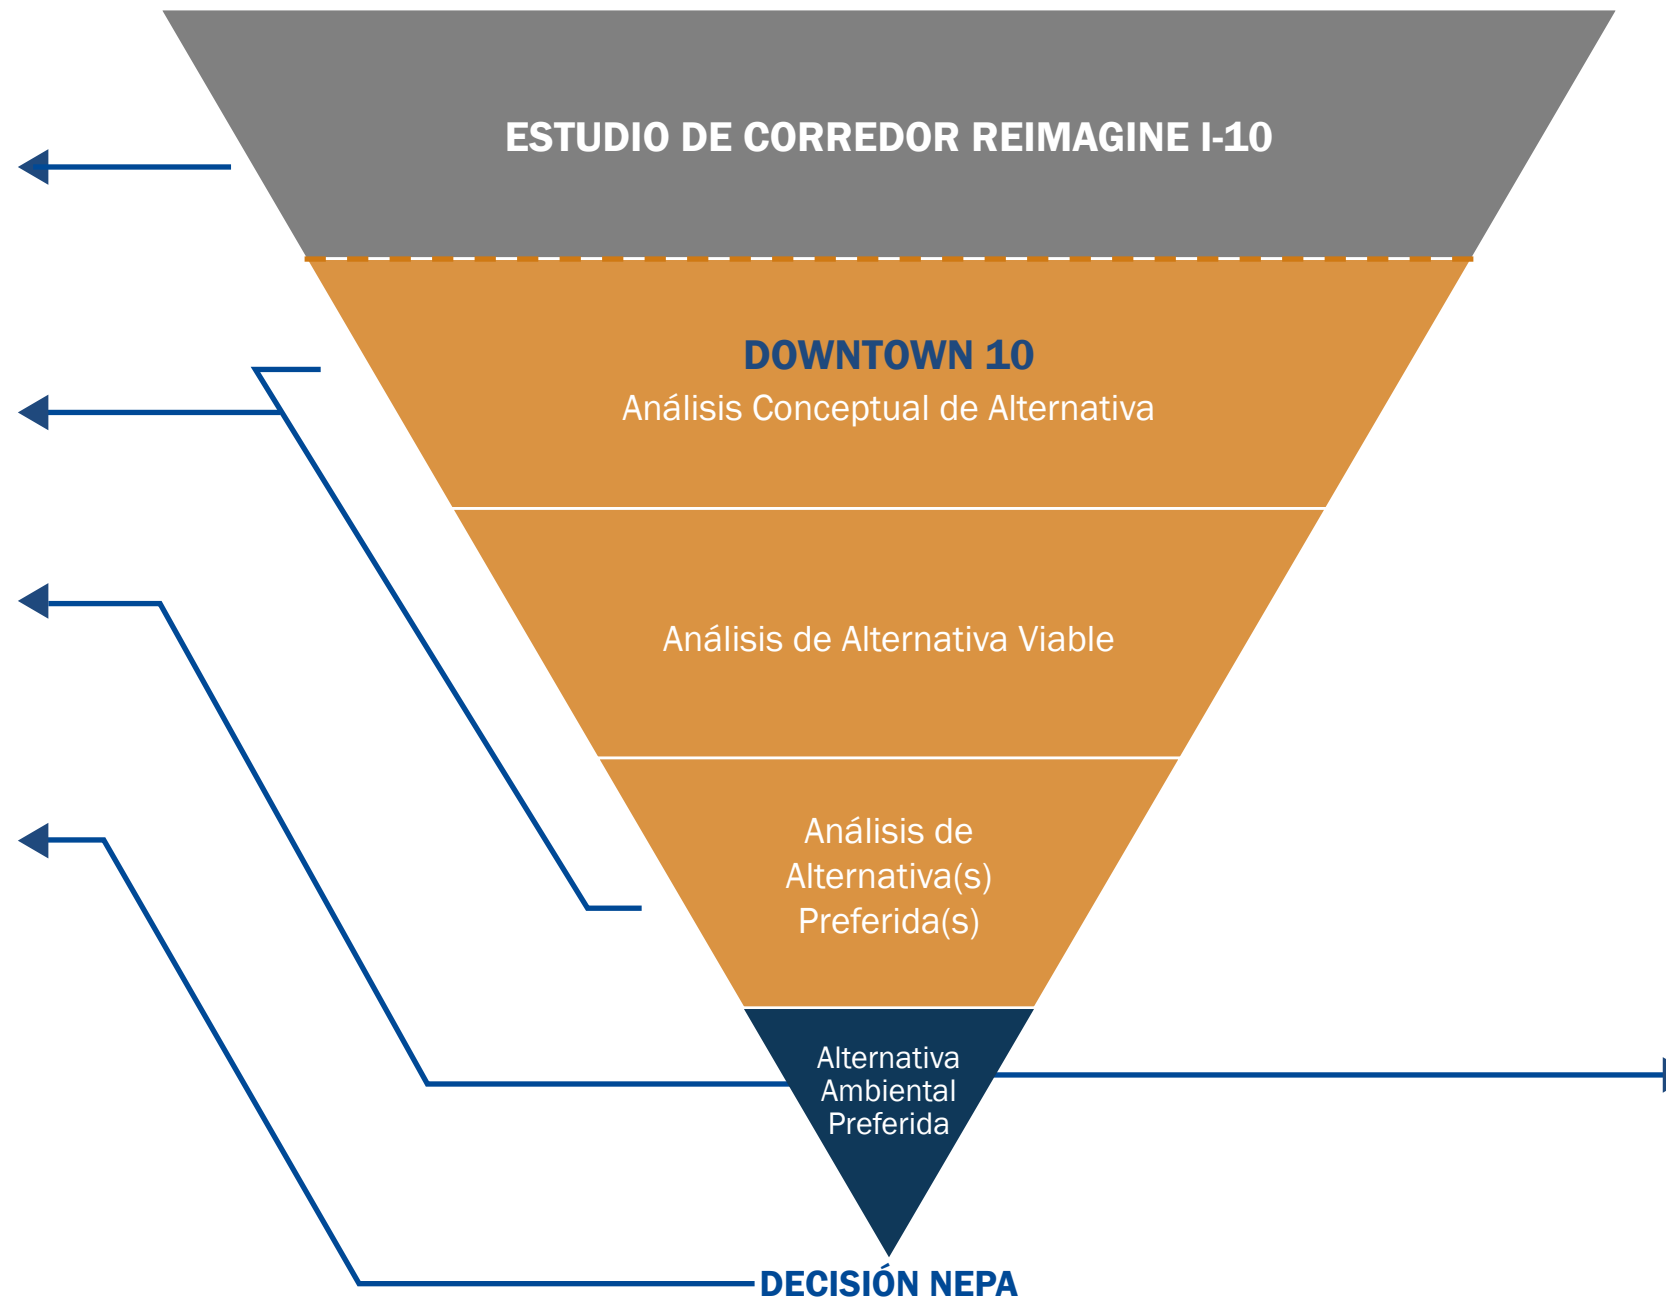 ESTUDIO DE CORREDOR REIMAGINE I-10
DOWNTOWN 10
Análisis Conceptual de Alternativa
Análisis de Alternativa Viable
Análisis de
Alternativa(s)
Preferida(s)
Alternativa
Ambiental
Preferida
DECISIÓN NEPA